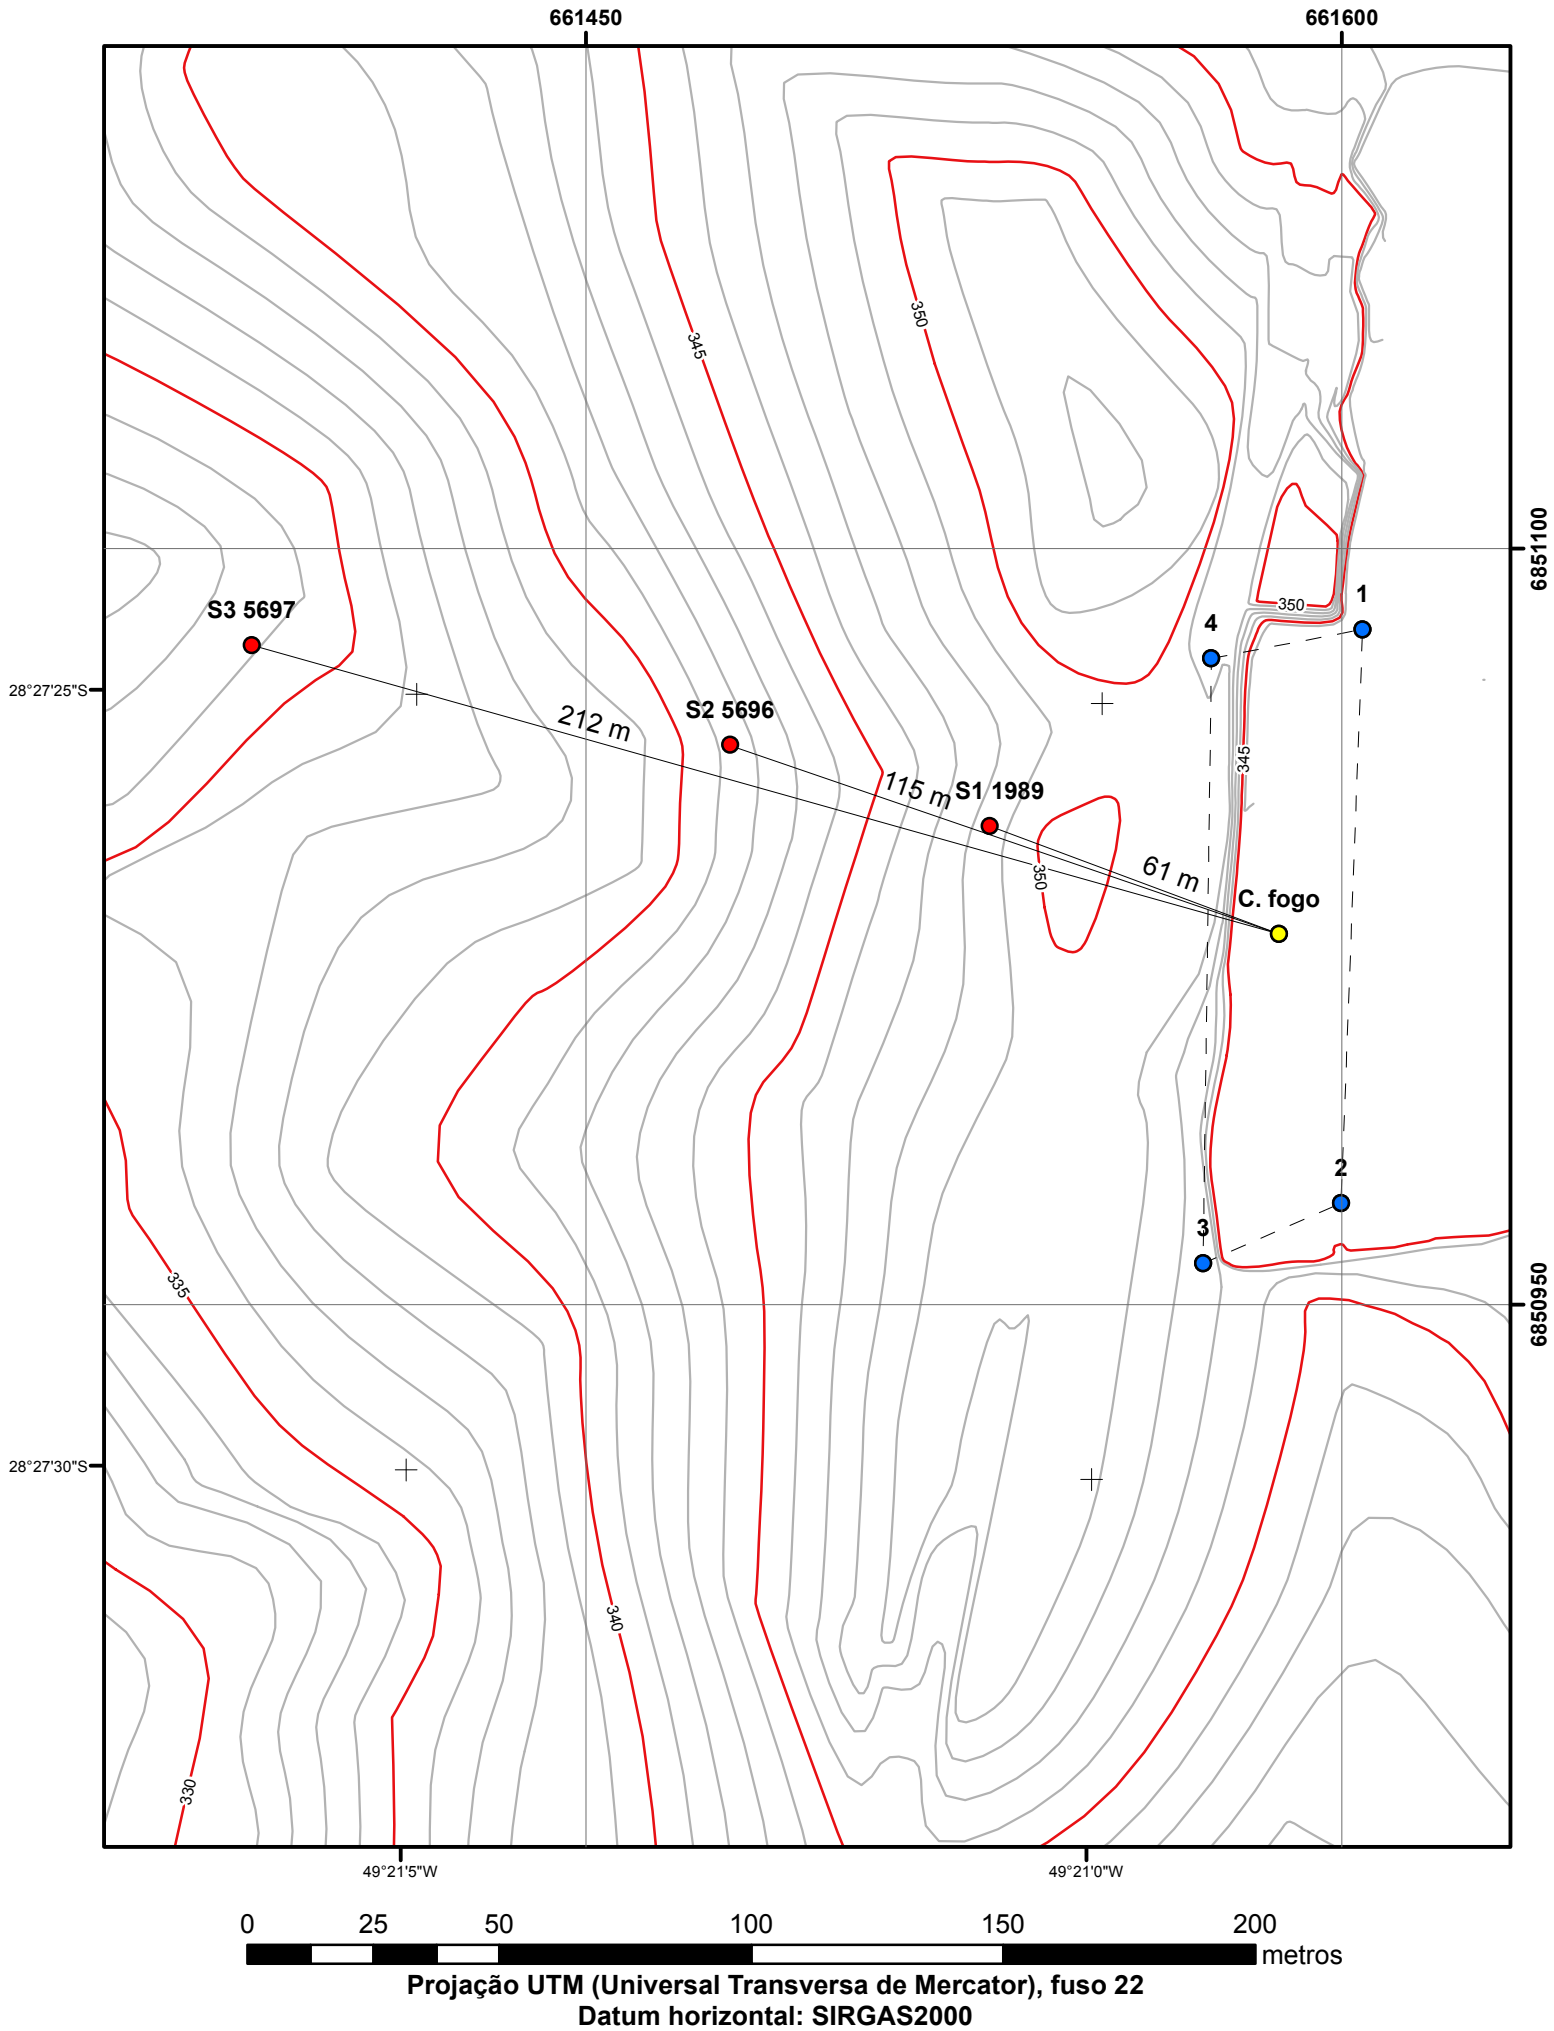 661450
661600
350
345
6851100
S3 5697
1
350
4
28°27'25"S
S2 5696
212 m
345
115 m
S1 1989
61 m
350
C. fogo
2
3
335
6850950
28°27'30"S
340
330
49°21'5"W
49°21'0"W
0
25
50
100
150
200
metros
Projação UTM (Universal Transversa de Mercator), fuso 22
Datum horizontal: SIRGAS2000